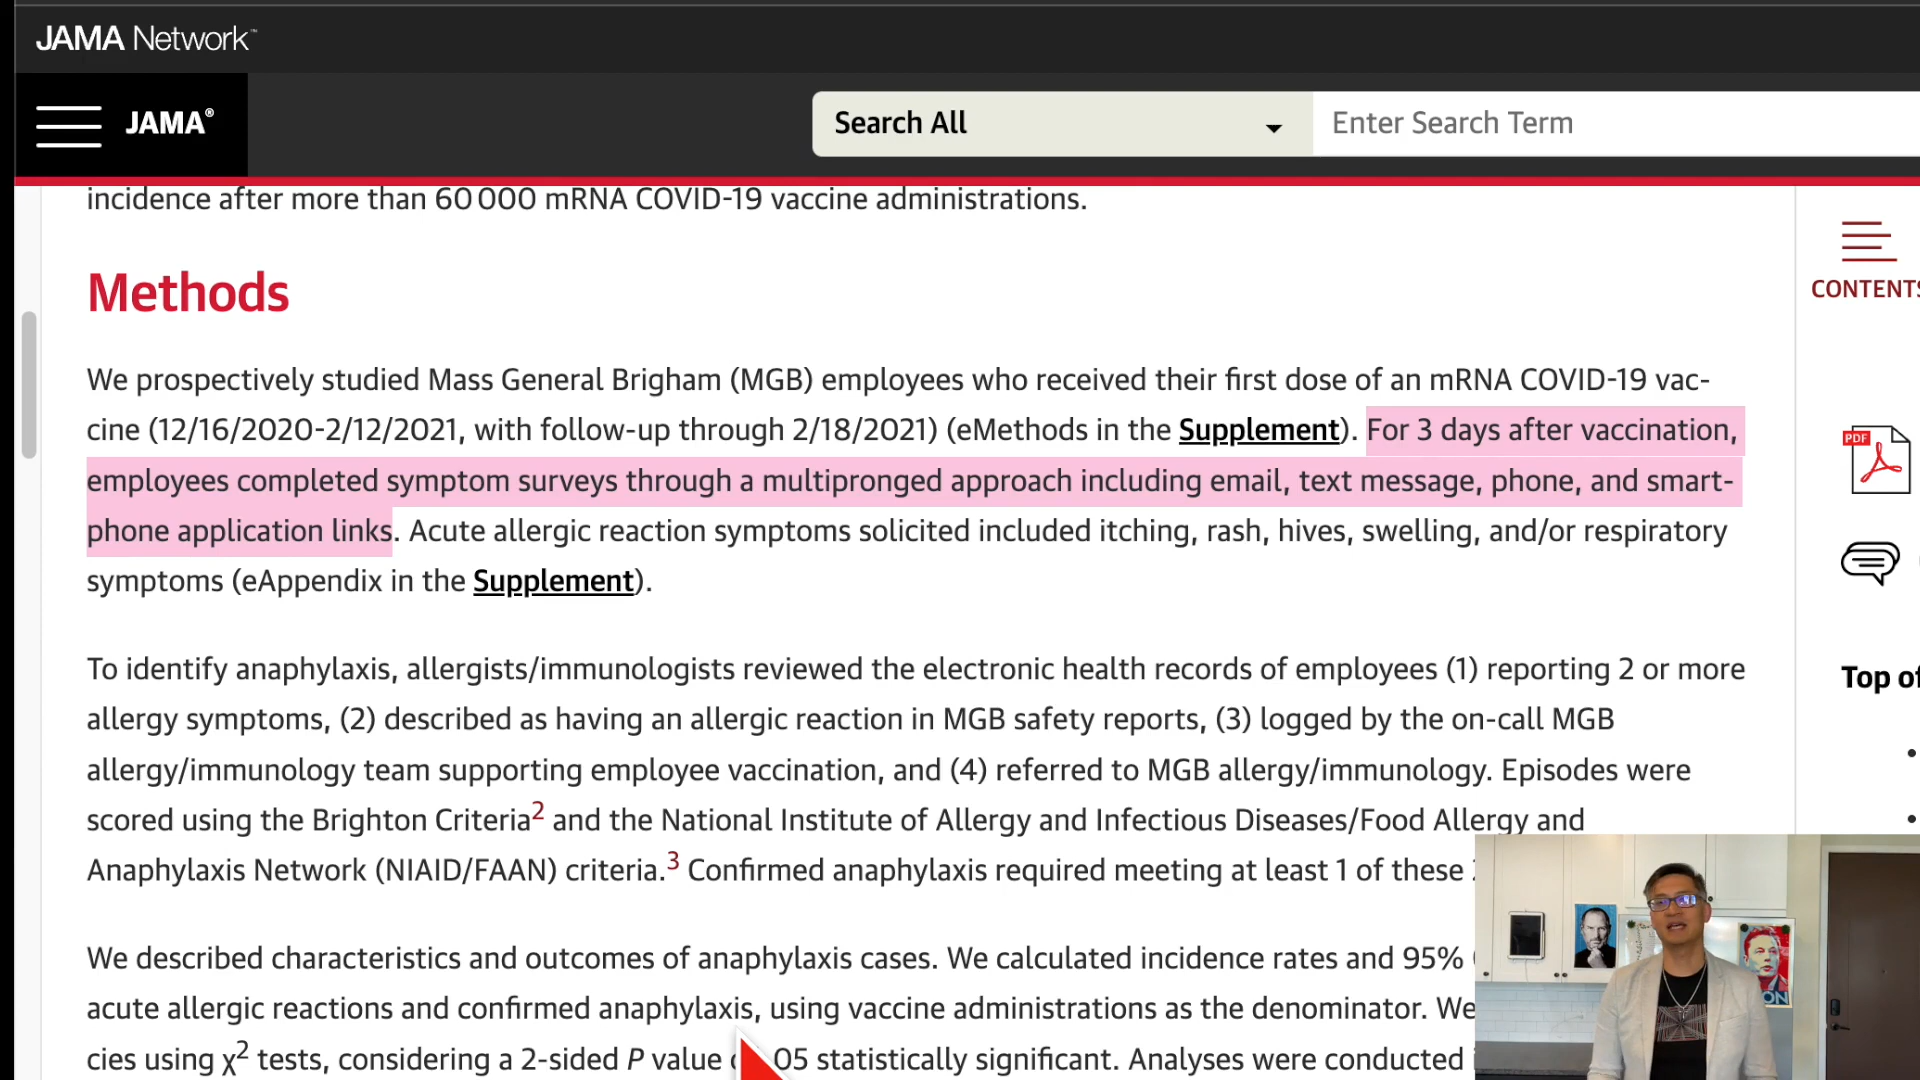 JAMA Network™
JAMA®
Search All
Enter Search Term
incidence after more than 60 000 mRNA COVID-19 vaccine administrations.
Methods
We prospectively studied Mass General Brigham (MGB) employees who received their first dose of an mRNA COVID-19 vac-
cine (12/16/2020-2/12/2021, with follow-up through 2/18/2021) (eMethods in the Supplement). For 3 days after vaccination,
employees completed symptom surveys through a multipronged approach including email, text message, phone, and smart-
phone application links. Acute allergic reaction symptoms solicited included itching, rash, hives, swelling, and/or respiratory
symptoms (eAppendix in the Supplement).
To identify anaphylaxis, allergists/immunologists reviewed the electronic health records of employees (1) reporting 2 or more
allergy symptoms, (2) described as having an allergic reaction in MGB safety reports, (3) logged by the on-call MGB
allergy/immunology team supporting employee vaccination, and (4) referred to MGB allergy/immunology. Episodes were
scored using the Brighton Criteria2 and the National Institute of Allergy and Infectious Diseases/Food Allergy and
Anaphylaxis Network (NIAID/FAAN) criteria.3 Confirmed anaphylaxis required meeting at least 1 of these
We described characteristics and outcomes of anaphylaxis cases. We calculated incidence rates and 95%
acute allergic reactions and confirmed anaphylaxis, using vaccine administrations as the denominator. We
cies using χ2 tests, considering a 2-sided P value 05 statistically significant. Analyses were conducted
CONTENTS
PDF
Top of
ON